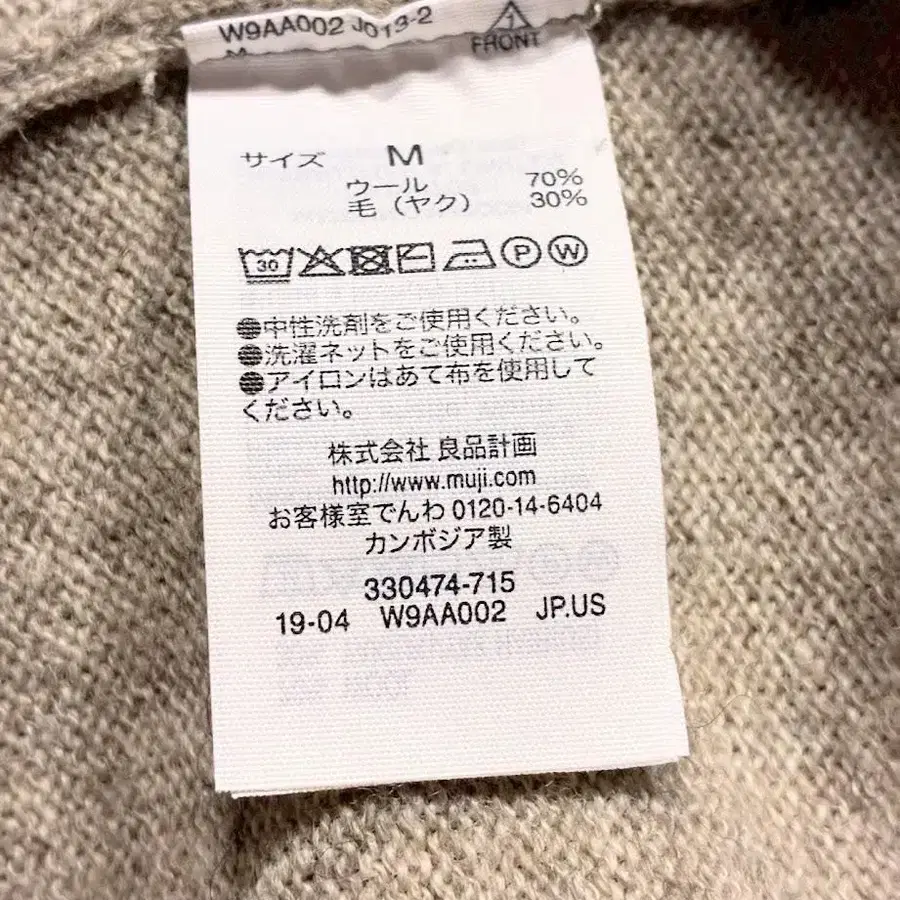 W9AA002 J013-2
M
1
FRONT
サイズ M
ウール 70%
毛（ヤク） 30%
30
P W
●中性洗剤をご使用ください。
●洗濯ネットをご使用ください。
●アイロンはあて布を使用して
ください。
株式会社 良品計画
http://www.muji.com
お客様室でんわ 0120-14-6404
カンボジア製
330474-715
19-04 W9AA002 JP.US